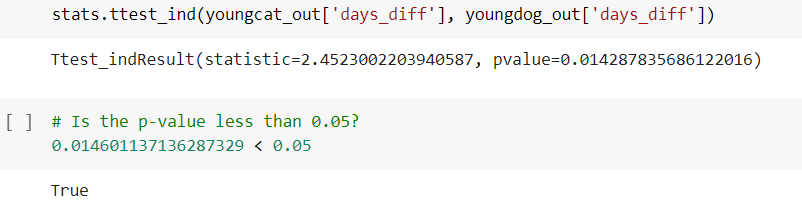 stats.ttest_ind(youngcat_out['days_diff'], youngdog_out['days_diff'])
Ttest_indResult(statistic=2.4523002203940587, pvalue=0.014287835686122016)
[ ] # Is the p-value less than 0.05?
0.014601137136287329 < 0.05
True